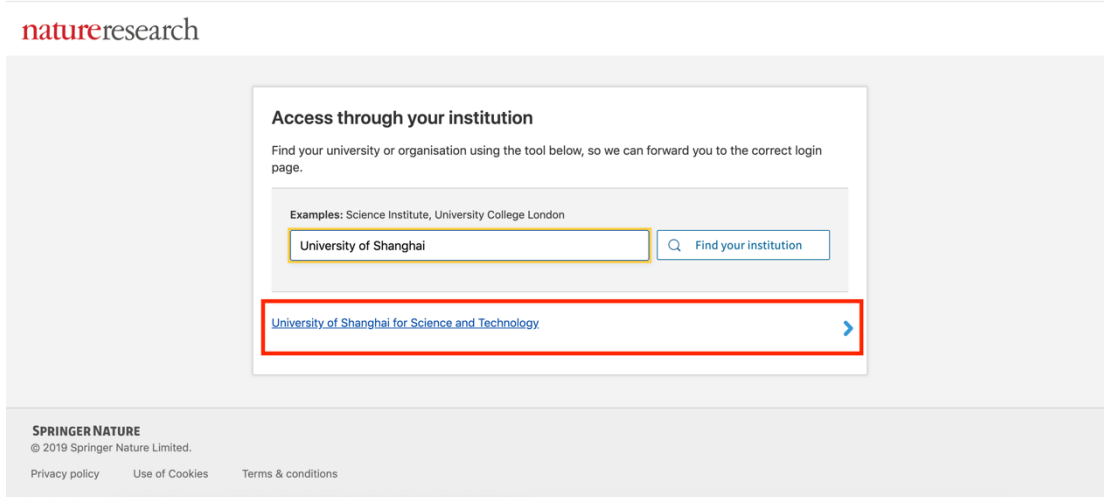 natureresearch
Access through your institution
Find your university or organisation using the tool below, so we can forward you to the correct login
page.
Examples: Science Institute, University College London
University of Shanghai
Find your institution
University of Shanghai for Science and Technology
SPRINGER NATURE
© 2019 Springer Nature Limited.
Privacy policy Use of Cookies Terms & conditions